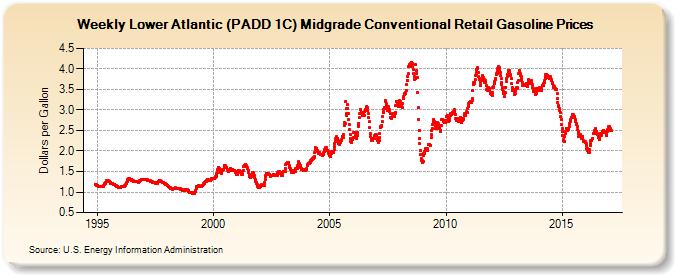 Weekly Lower Atlantic (PADD 1C) Midgrade Conventional Retail Gasoline Prices
Dollars per Gallon
4.5
4.0
3.5
3.0
2.5
2.0
1.5
1.0
0.5
1995 2000 2005 2010 2015
Source: U.S. Energy Information Administration